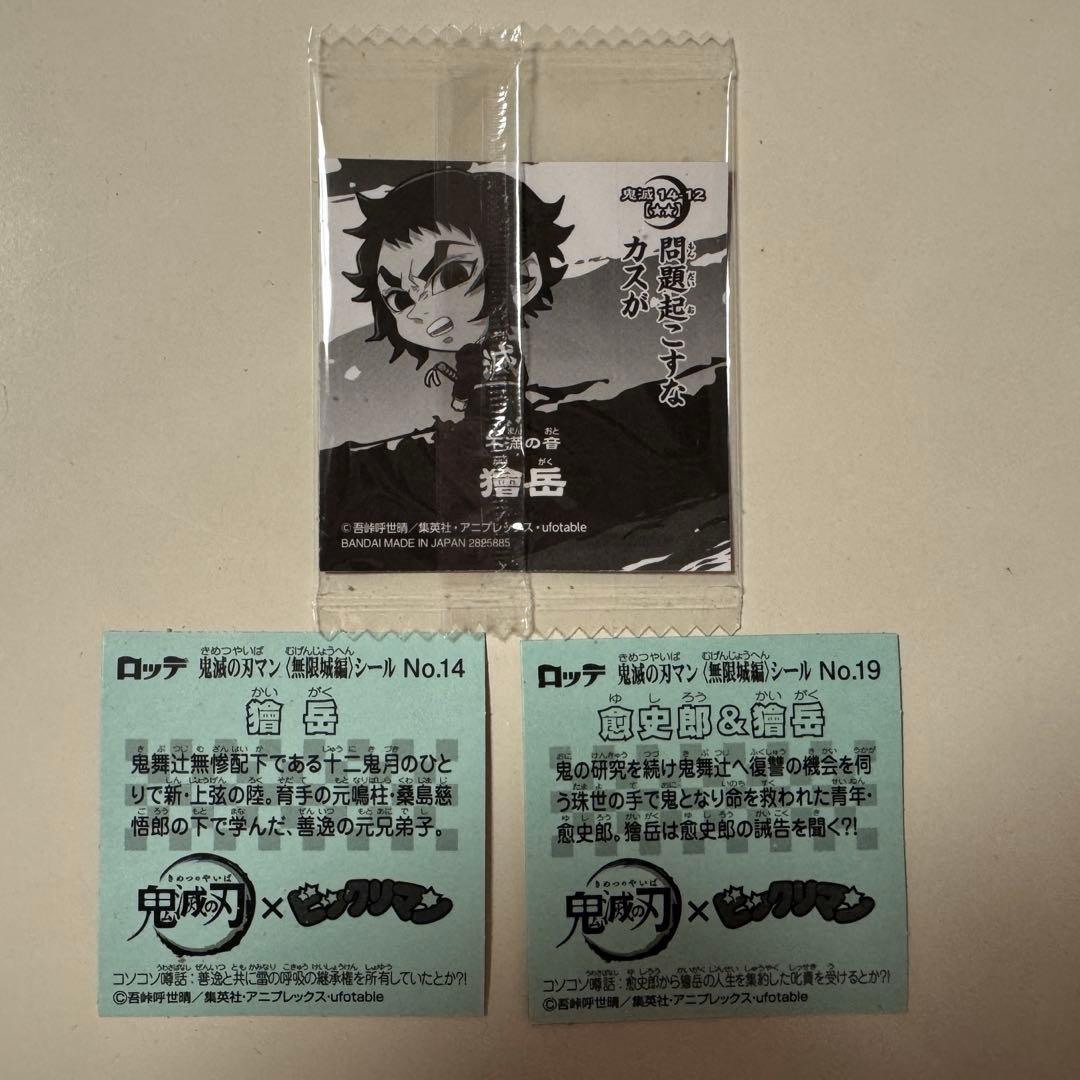 鬼滅 14-12
[★★]
問題起こすな
カスが
満の音
獪岳
©吾峠呼世晴／集英社・アニプレックス・ufotable
BANDAI MADE IN JAPAN 2825885
ロッテ 鬼滅の刃マン〈無限城編〉シール No.14
獪岳
鬼舞辻無惨配下である十二鬼月のひと
りで新・上弦の陸。育手の元鳴柱・桑島慈
悟郎の下で学んだ、善逸の元兄弟子。
鬼滅の刃×ビックリマン
コソコソ噂話：善逸と共に雷の呼吸の継承権を所有していたとか?!
©吾峠呼世晴／集英社・アニプレックス・ufotable
ロッテ 鬼滅の刃マン〈無限城編〉シール No.19
愈史郎&獪岳
鬼の研究を続け鬼舞辻へ復讐の機会を伺
う珠世の手で鬼となり命を救われた青年・
愈史郎。獪岳は愈史郎の誡告を聞く?!
鬼滅の刃×ビックリマン
コソコソ噂話：愈史郎から獪岳の人生を集約した叱責を受けるとか?!
©吾峠呼世晴／集英社・アニプレックス・ufotable